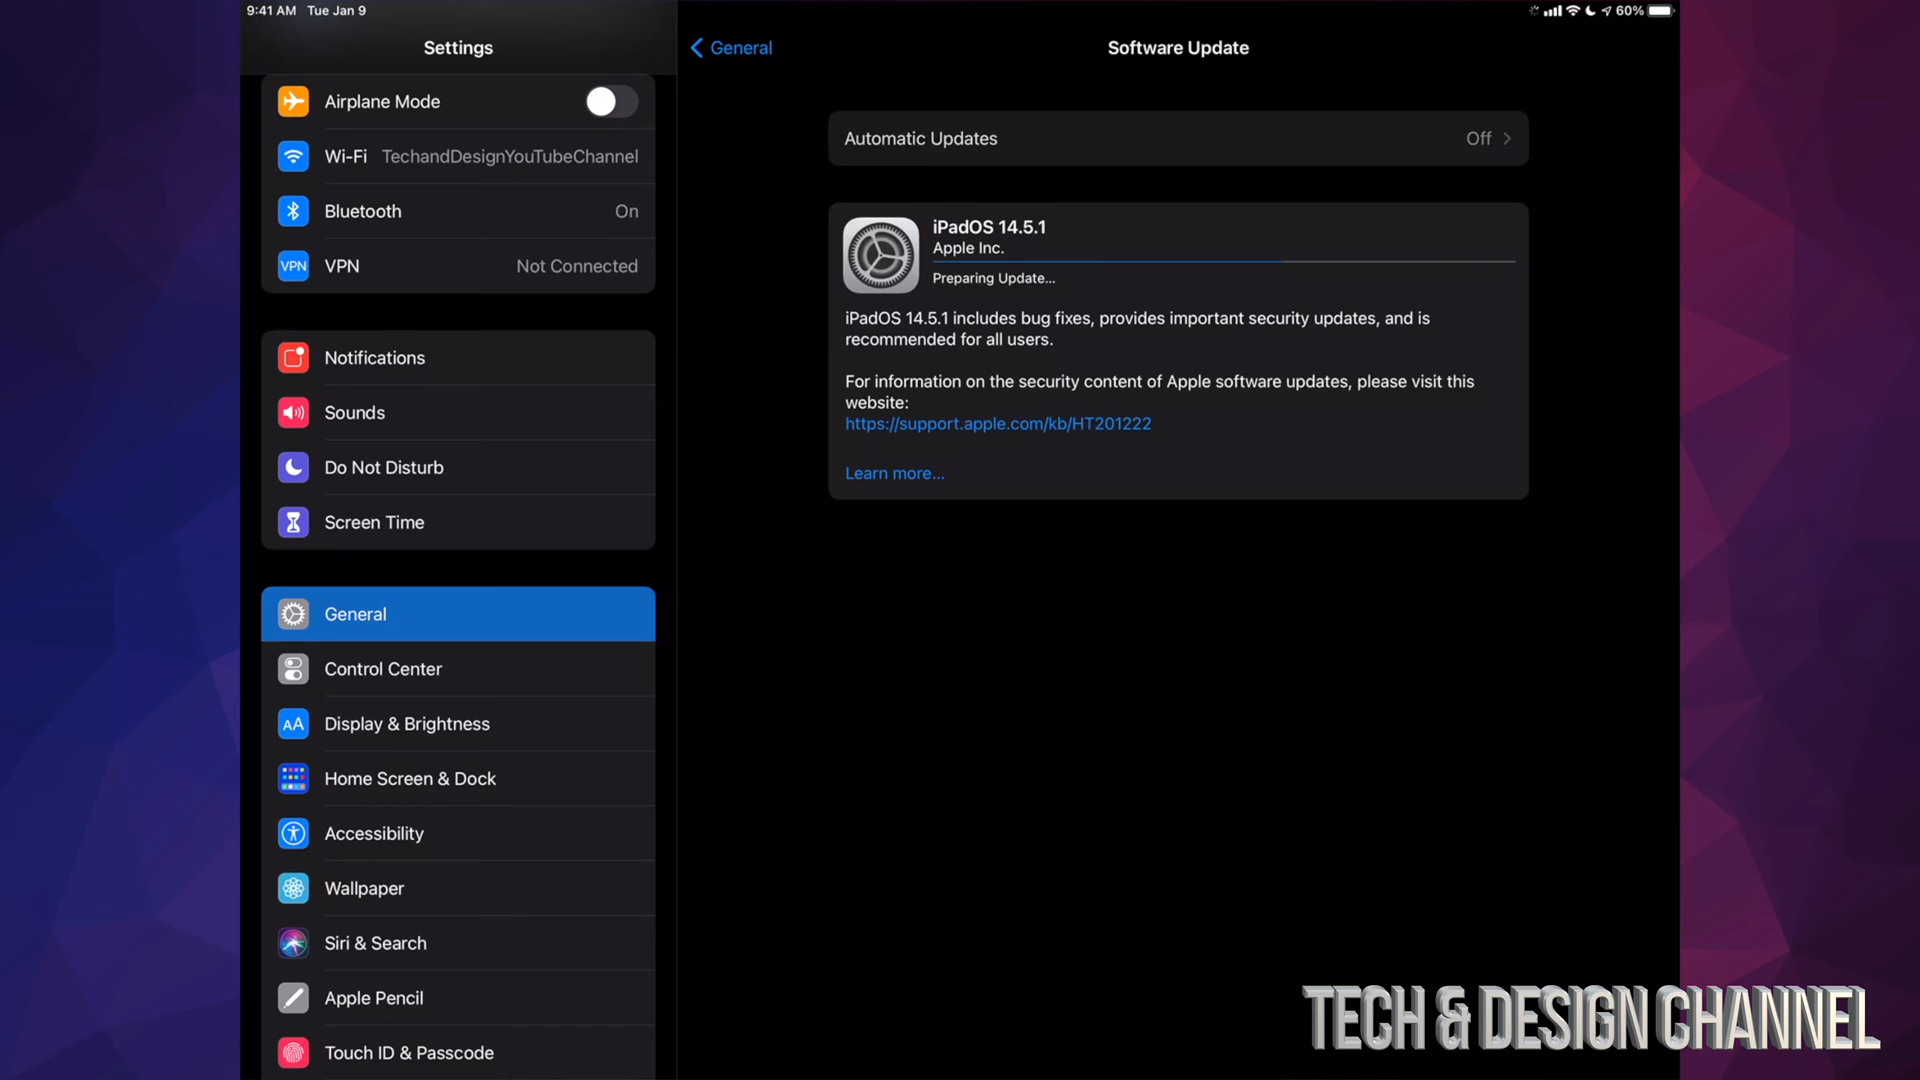 9:41 AM Tue Jan 9
60%
Settings
Airplane Mode
Wi-Fi TechandDesignYouTubeChannel
Bluetooth On
VPN VPN Not Connected
Notifications
Sounds
Do Not Disturb
Screen Time
General
Control Center
AA Display & Brightness
Home Screen & Dock
Accessibility
Wallpaper
Siri & Search
Apple Pencil
Touch ID & Passcode
General
Software Update
Automatic Updates Off
iPadOS 14.5.1
Apple Inc.
Preparing Update...
iPadOS 14.5.1 includes bug fixes, provides important security updates, and is
recommended for all users.
For information on the security content of Apple software updates, please visit this
website:
https://support.apple.com/kb/HT201222
Learn more...
TECH & DESIGN CHANNEL